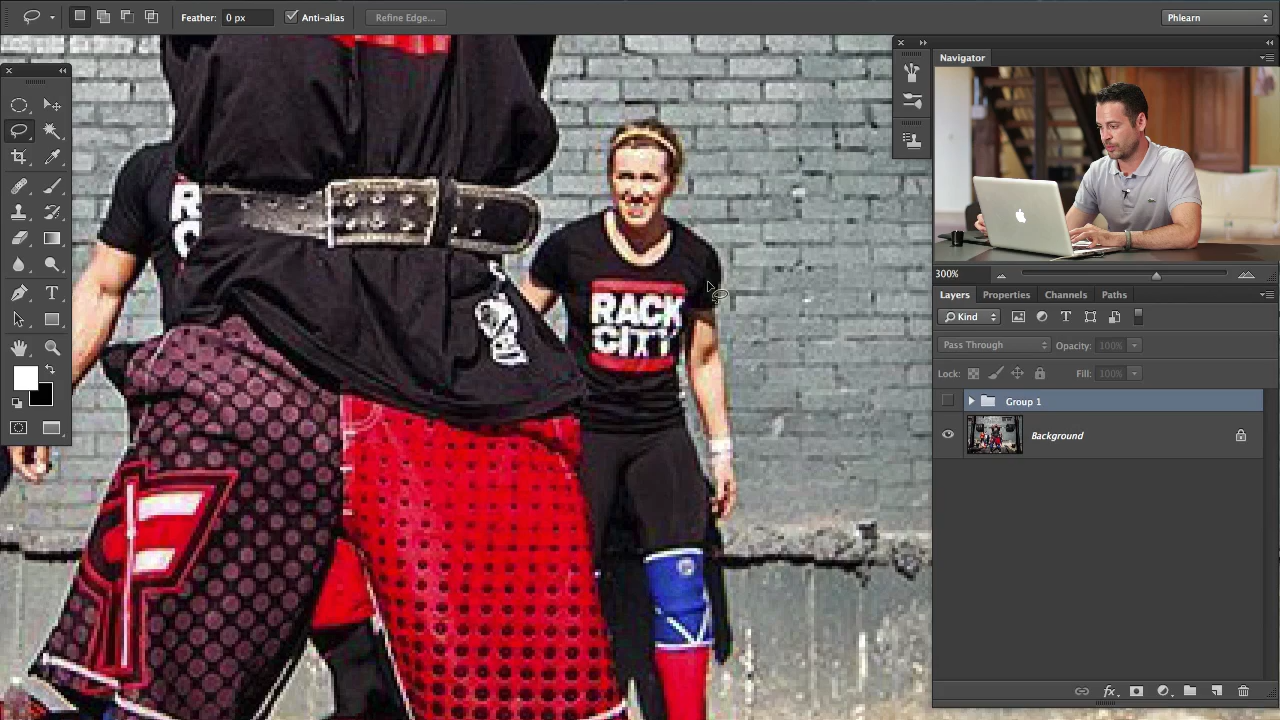 Feather: 0 px
Anti-alias
Refine Edge...
Phlearn
Navigator
300%
Layers
Properties
Channels
Paths
Kind
Pass Through
Opacity: 100%
Lock:
Fill: 100%
Group 1
Background
RACK
CITY